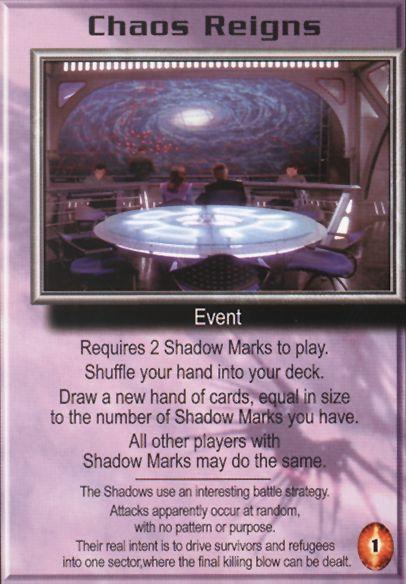 Chaos Reigns
Event
Requires 2 Shadow Marks to play.
Shuffle your hand into your deck.
Draw a new hand of cards, equal in size
to the number of Shadow Marks you have.
All other players with
Shadow Marks may do the same.
The Shadows use an interesting battle strategy.
Attacks apparently occur at random,
with no pattern or purpose.
Their real intent is to drive survivors and refugees
into one sector,where the final killing blow can be dealt.
1